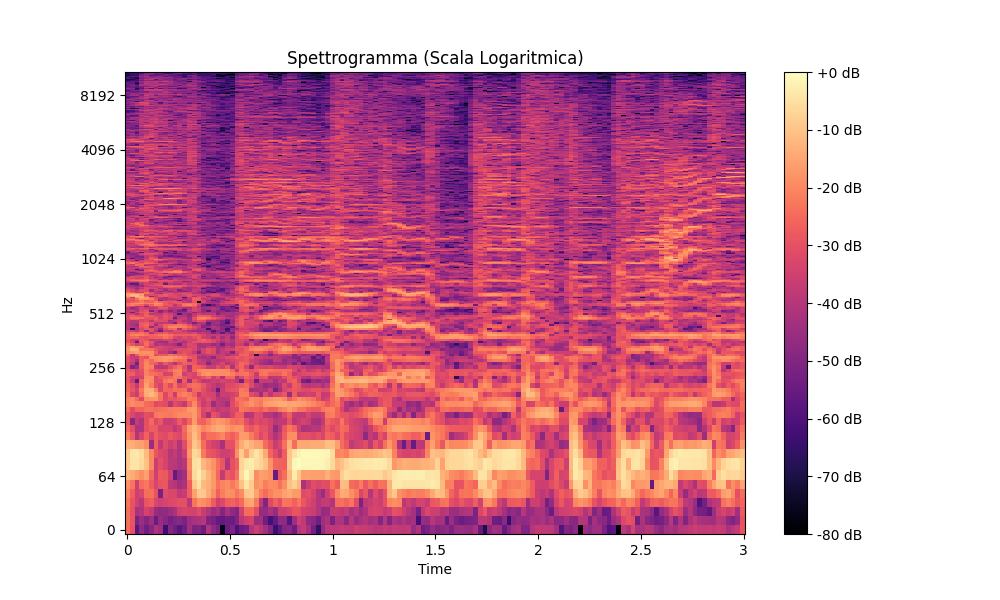 Spettrogramma (Scala Logaritmica)
Hz
8192
4096
2048
1024
512
256
128
64
0
0
0.5
1
1.5
2
2.5
3
Time
+0 dB
-10 dB
-20 dB
-30 dB
-40 dB
-50 dB
-60 dB
-70 dB
-80 dB